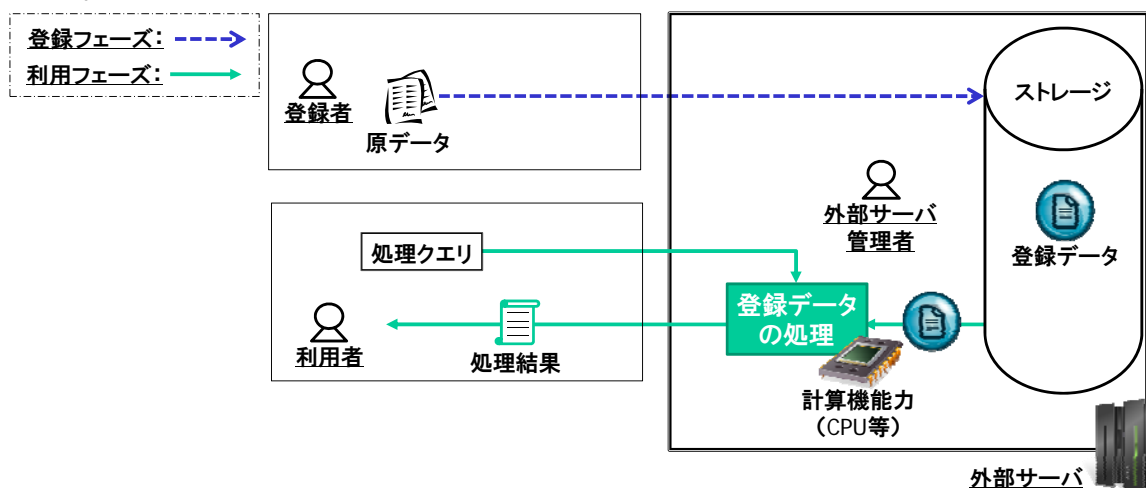 登録フェーズ：
利用フェーズ：
登録者
原データ
ストレージ
外部サーバ
管理者
登録データ
処理クエリ
登録データ
の処理
利用者
処理結果
計算機能力
（CPU等）
外部サーバ